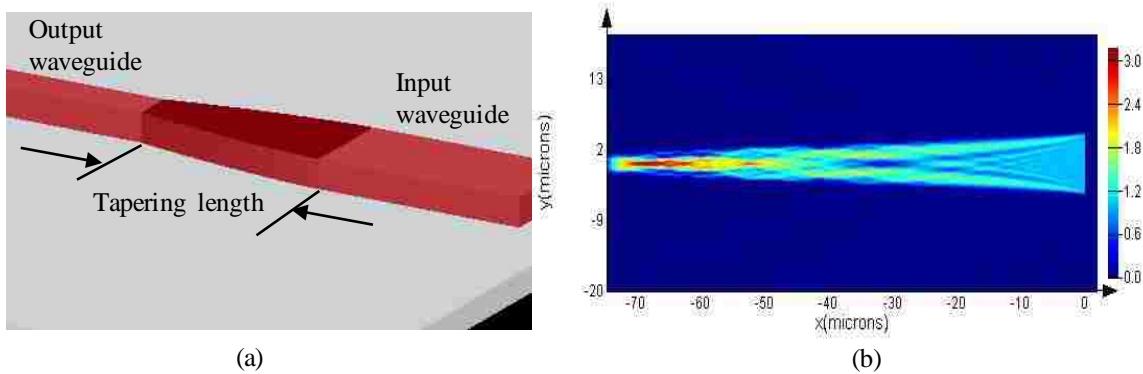 Output
waveguide
Input
waveguide
Tapering length
(a)
y(microns)
13
2
-9
-20
-70
-60
-50
-40
-30
-20
-10
0
x(microns)
3.0
2.4
1.8
1.2
0.6
0.0
(b)